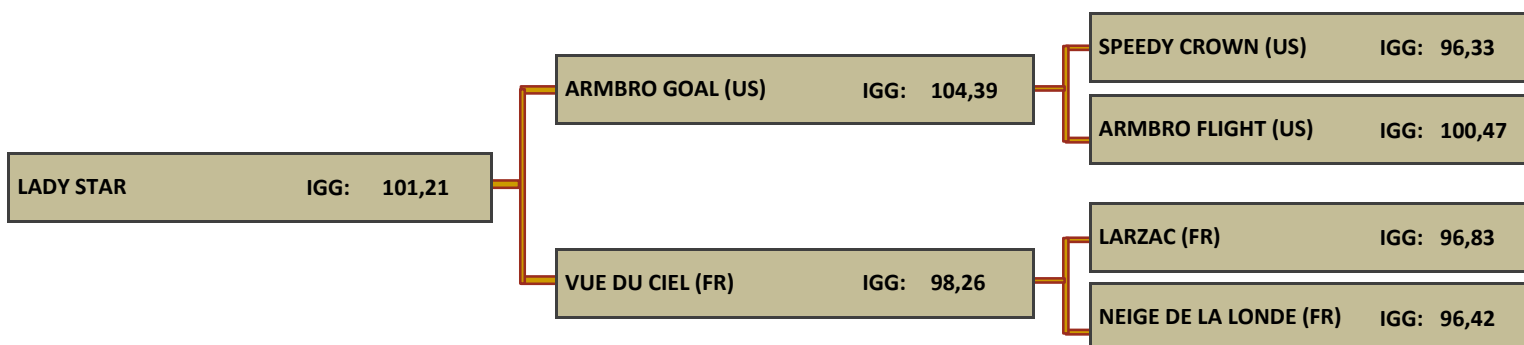 SPEEDY CROWN (US) IGG: 96,33
ARMBRO GOAL (US) IGG: 104,39
ARMBRO FLIGHT (US) IGG: 100,47
LADY STAR IGG: 101,21
LARZAC (FR) IGG: 96,83
VUE DU CIEL (FR) IGG: 98,26
NEIGE DE LA LONDE (FR) IGG: 96,42